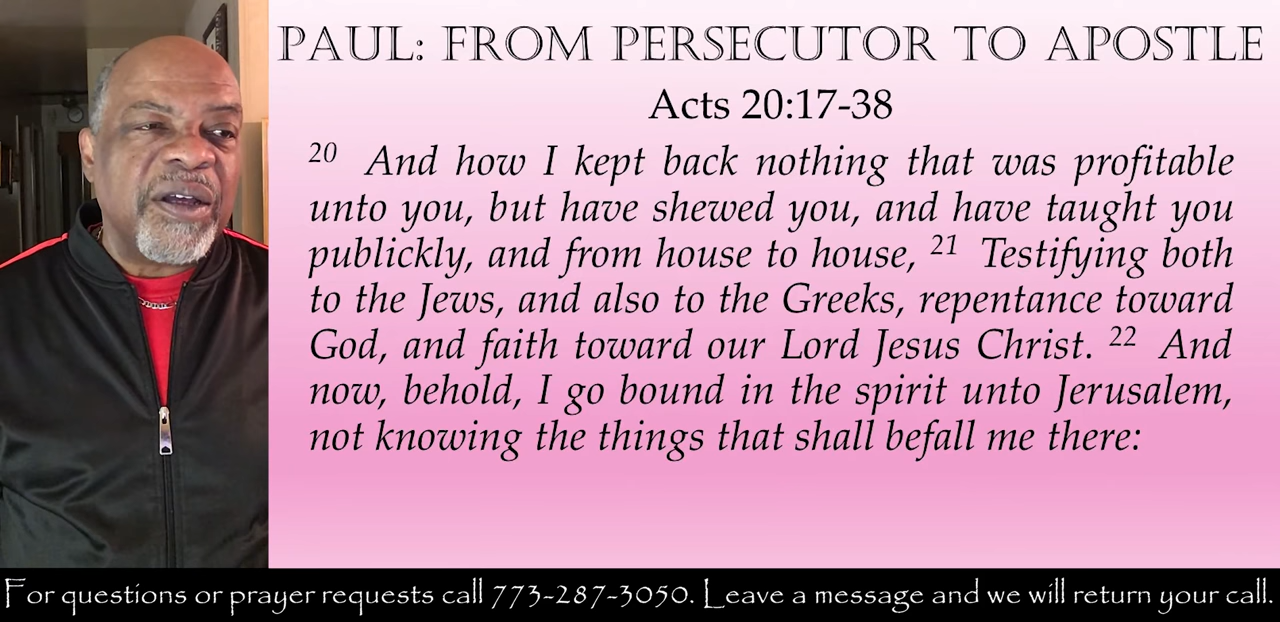 PAUL: FROM PERSECUTOR TO APOSTLE
Acts 20:17-38
20 And how I kept back nothing that was profitable
unto you, but have shewed you, and have taught you
publickly, and from house to house, 21 Testifying both
to the Jews, and also to the Greeks, repentance toward
God, and faith toward our Lord Jesus Christ. 22 And
now, behold, I go bound in the spirit unto Jerusalem,
not knowing the things that shall befall me there:
For questions or prayer requests call 773-287-3050. Leave a message and we will return your call.